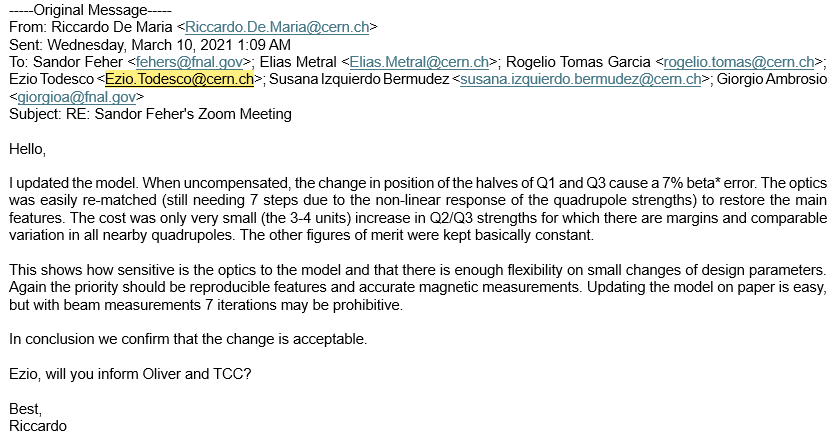 -----Original Message-----
From: Riccardo De Maria <Riccardo.De.Maria@cern.ch>
Sent: Wednesday, March 10, 2021 1:09 AM
To: Sandor Feher <fehers@fnal.gov>; Elias Metral <Elias.Metral@cern.ch>; Rogelio Tomas Garcia <rogelio.tomas@cern.ch>;
Ezio Todesco <Ezio.Todesco@cern.ch>; Susana Izquierdo Bermudez <susana.izquierdo.bermudez@cern.ch>; Giorgio Ambrosio
<giorgioa@fnal.gov>
Subject: RE: Sandor Feher's Zoom Meeting
Hello,
I updated the model. When uncompensated, the change in position of the halves of Q1 and Q3 cause a 7% beta* error. The optics
was easily re-matched (still needing 7 steps due to the non-linear response of the quadrupole strengths) to restore the main
features. The cost was only very small (the 3-4 units) increase in Q2/Q3 strengths for which there are margins and comparable
variation in all nearby quadrupoles. The other figures of merit were kept basically constant.
This shows how sensitive is the optics to the model and that there is enough flexibility on small changes of design parameters.
Again the priority should be reproducible features and accurate magnetic measurements. Updating the model on paper is easy,
but with beam measurements 7 iterations may be prohibitive.
In conclusion we confirm that the change is acceptable.
Ezio, will you inform Oliver and TCC?
Best,
Riccardo